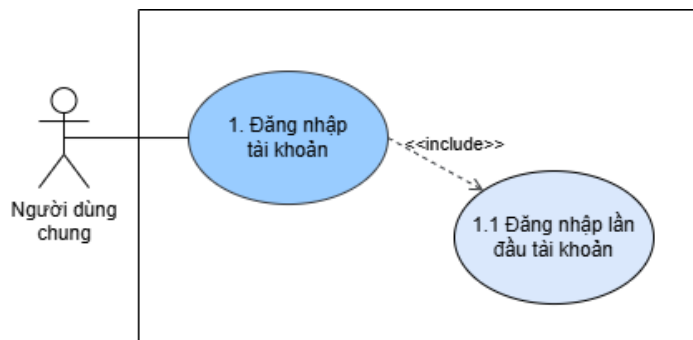 1. Đăng nhập
tài khoản
<<include>>
1.1 Đăng nhập lần
đầu tài khoản
Người dùng
chung